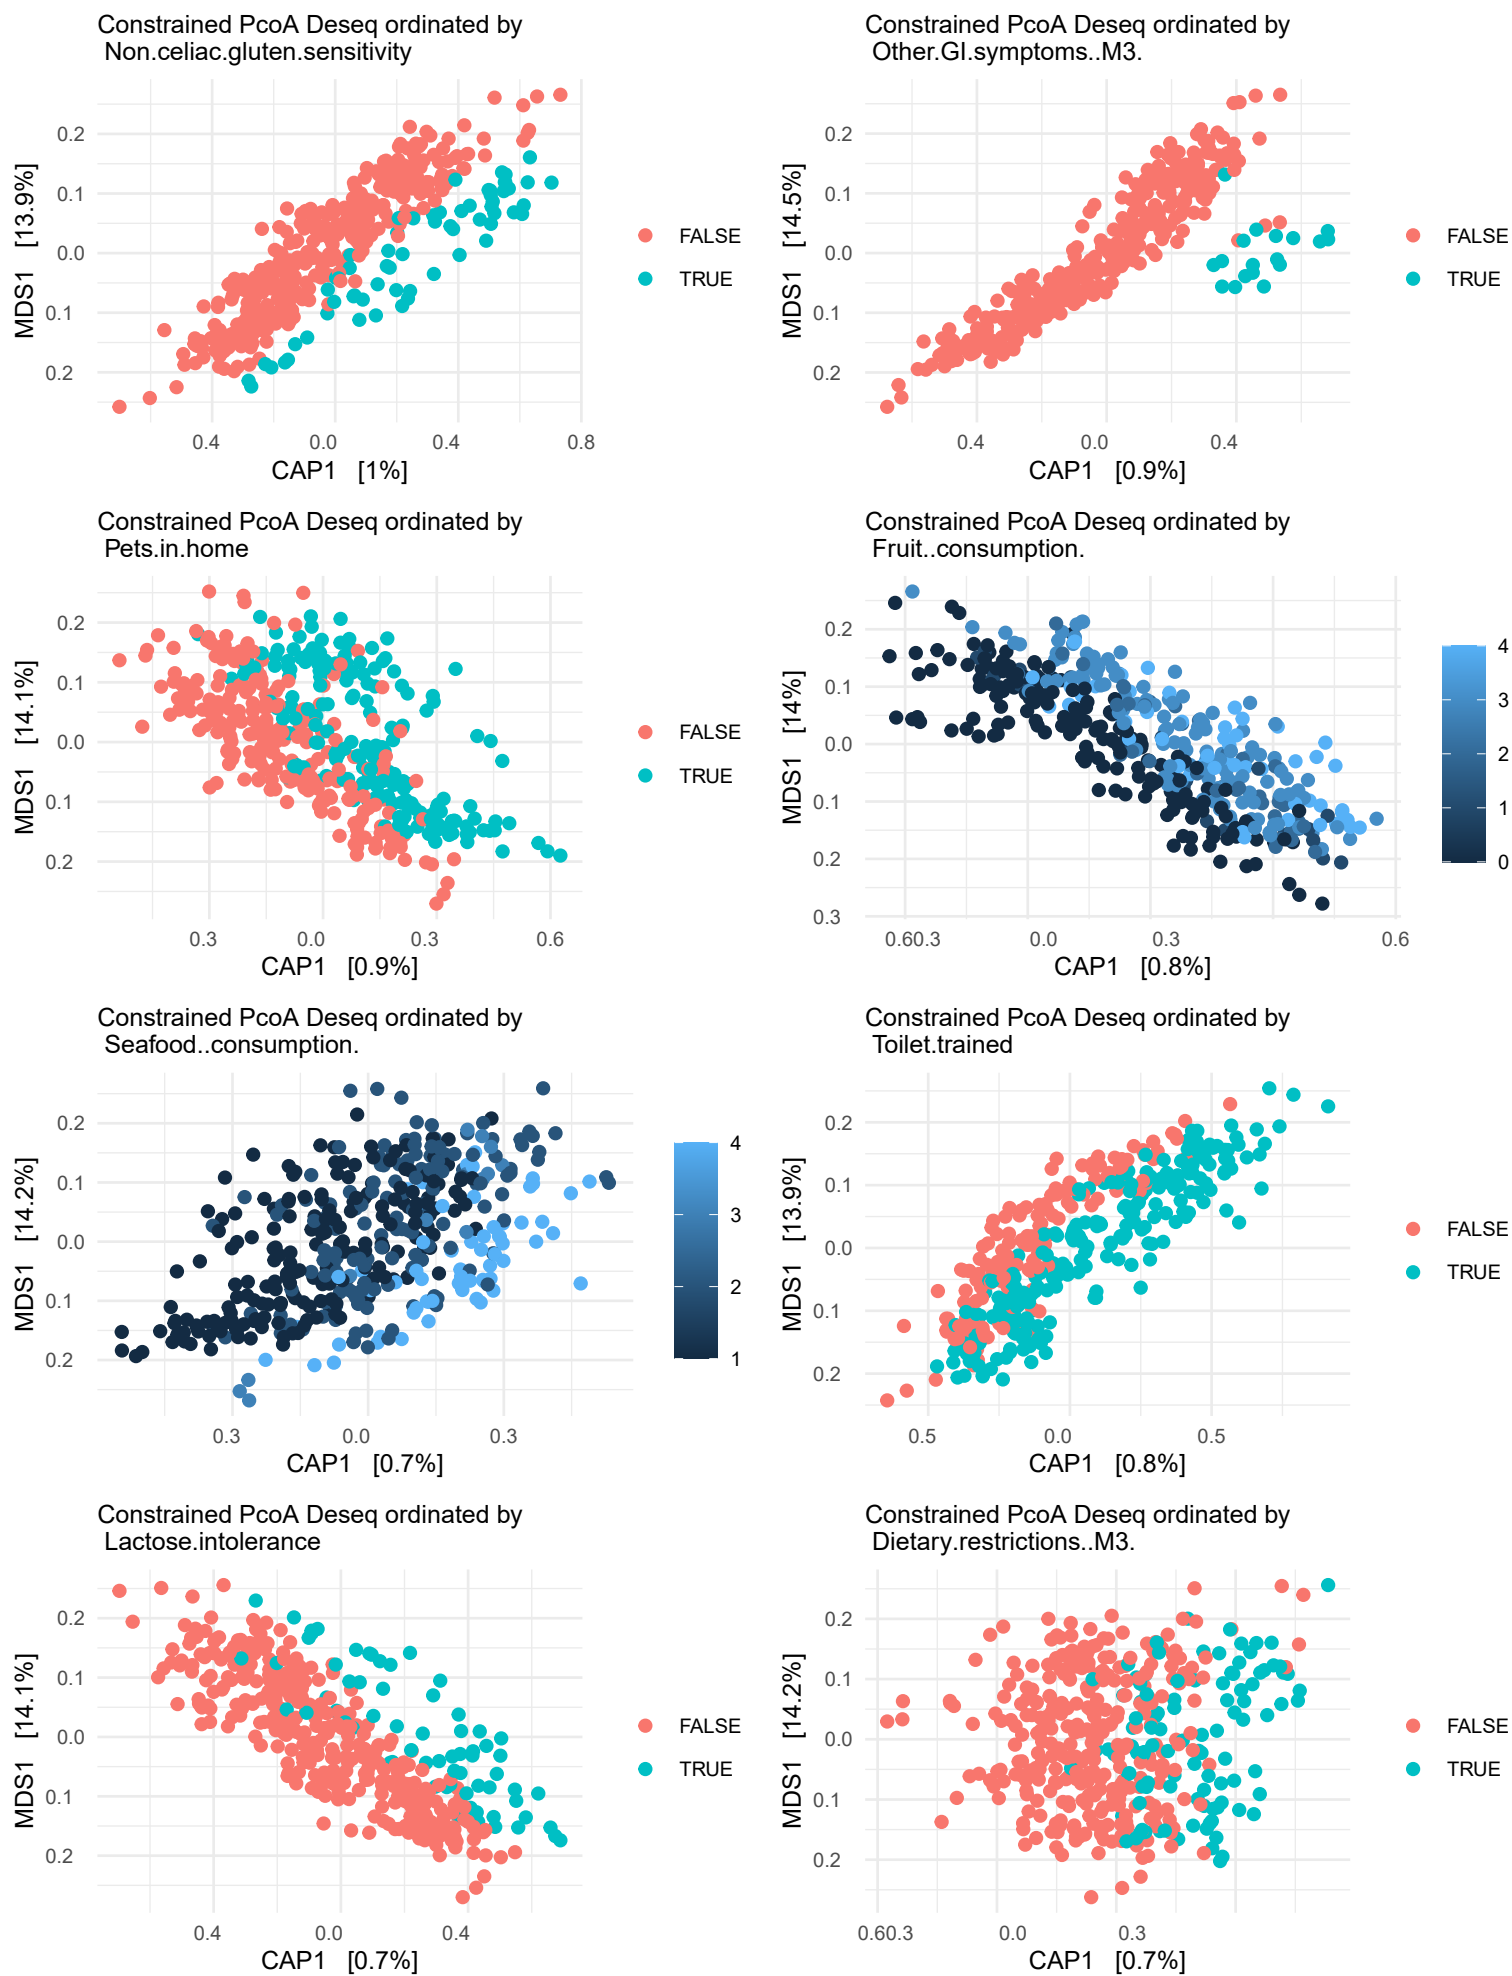 Constrained PcoA Deseq ordinated by
Non.celiac.gluten.sensitivity
MDS1 [13.9%]
0.2
0.1
0.0
0.1
0.2
0.4 0.0 0.4 0.8
CAP1 [1%]
FALSE
TRUE
Constrained PcoA Deseq ordinated by
Other.GI.symptoms..M3.
MDS1 [14.5%]
0.2
0.1
0.0
0.1
0.2
0.4 0.0 0.4
CAP1 [0.9%]
FALSE
TRUE
Constrained PcoA Deseq ordinated by
Pets.in.home
MDS1 [14.1%]
0.2
0.1
0.0
0.1
0.2
0.3 0.0 0.3 0.6
CAP1 [0.9%]
FALSE
TRUE
Constrained PcoA Deseq ordinated by
Fruit..consumption.
MDS1 [14%]
0.2
0.1
0.0
0.1
0.2
0.3
0.60.3 0.0 0.3 0.6
CAP1 [0.8%]
4
3
2
1
0
Constrained PcoA Deseq ordinated by
Seafood..consumption.
MDS1 [14.2%]
0.2
0.1
0.0
0.1
0.2
0.3 0.0 0.3
CAP1 [0.7%]
4
3
2
1
Constrained PcoA Deseq ordinated by
Toilet.trained
MDS1 [13.9%]
0.2
0.1
0.0
0.1
0.2
0.5 0.0 0.5
CAP1 [0.8%]
FALSE
TRUE
Constrained PcoA Deseq ordinated by
Lactose.intolerance
MDS1 [14.1%]
0.2
0.1
0.0
0.1
0.2
0.4 0.0 0.4
CAP1 [0.7%]
FALSE
TRUE
Constrained PcoA Deseq ordinated by
Dietary.restrictions..M3.
MDS1 [14.2%]
0.2
0.1
0.0
0.1
0.2
0.60.3 0.0 0.3
CAP1 [0.7%]
FALSE
TRUE